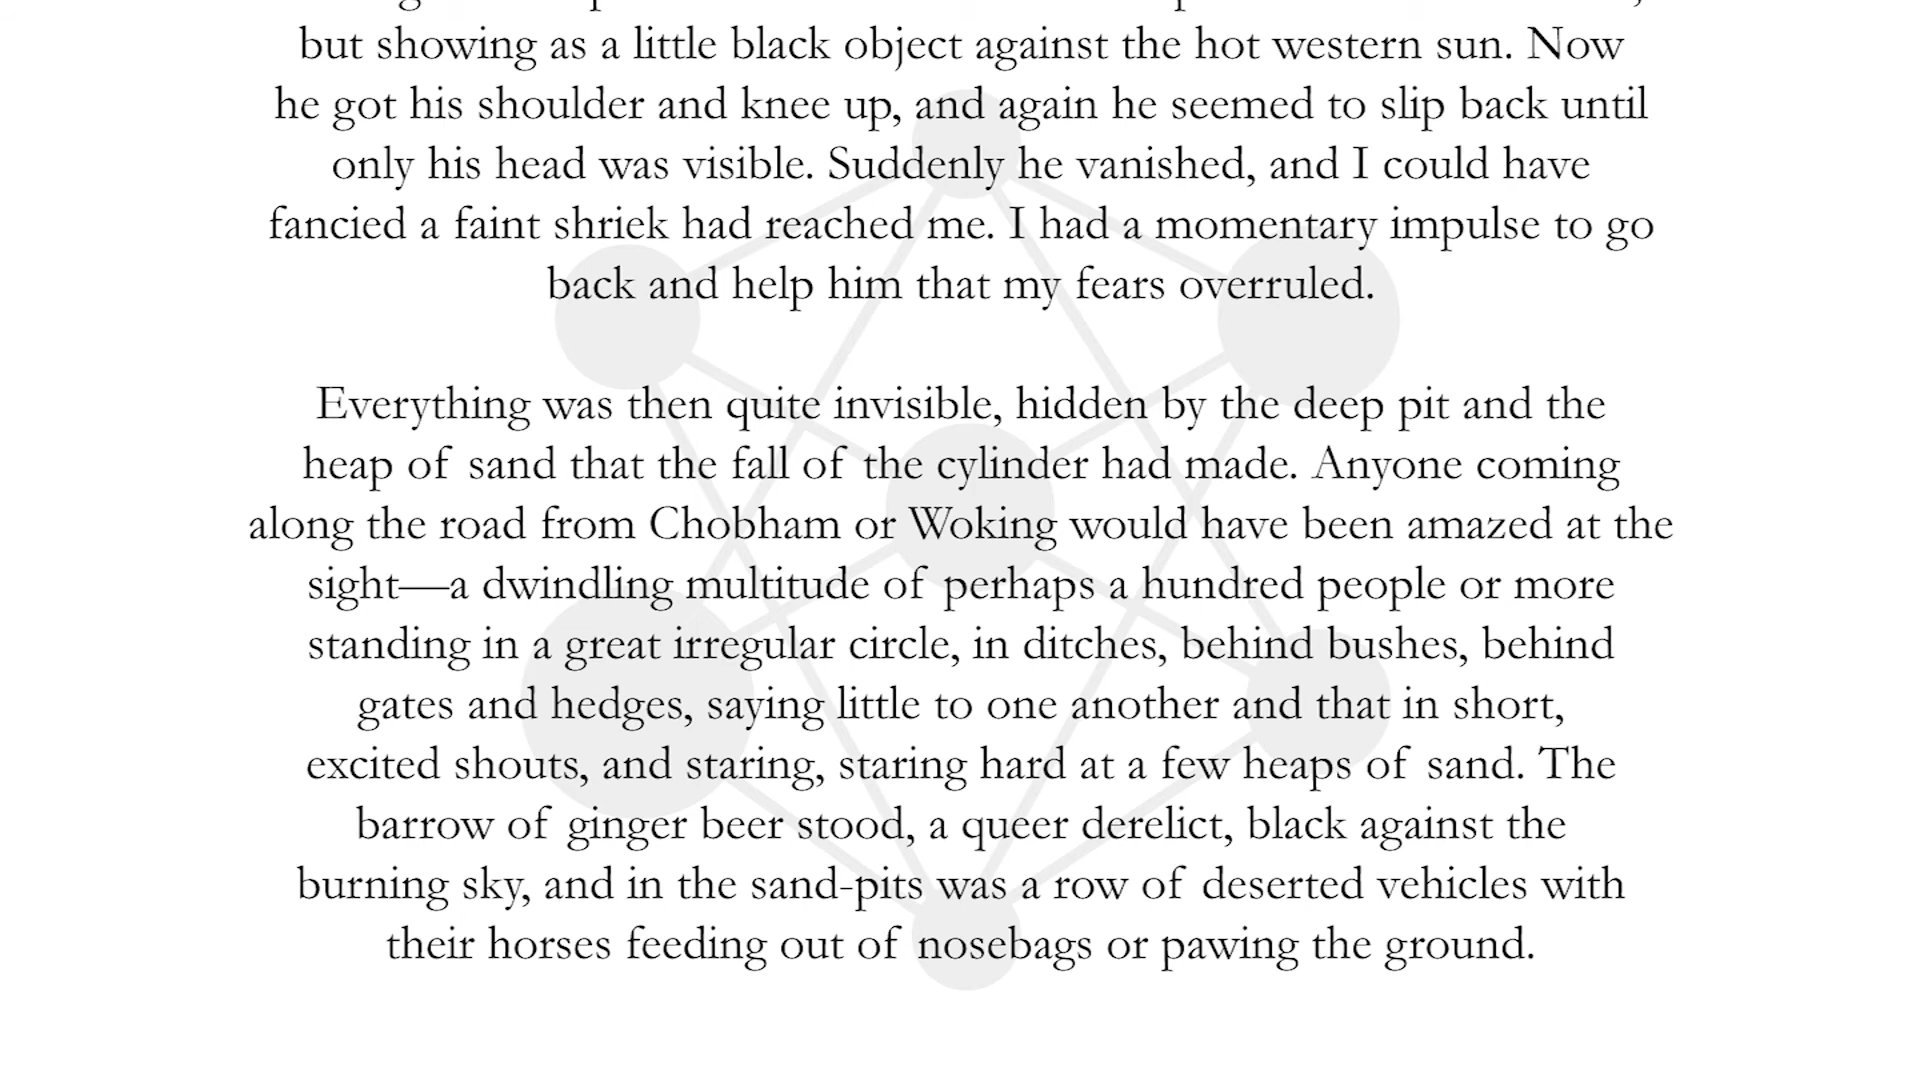 but showing as a little black object against the hot western sun. Now
he got his shoulder and knee up, and again he seemed to slip back until
only his head was visible. Suddenly he vanished, and I could have
fancied a faint shriek had reached me. I had a momentary impulse to go
back and help him that my fears overruled.
Everything was then quite invisible, hidden by the deep pit and the
heap of sand that the fall of the cylinder had made. Anyone coming
along the road from Chobham or Woking would have been amazed at the
sight—a dwindling multitude of perhaps a hundred people or more
standing in a great irregular circle, in ditches, behind bushes, behind
gates and hedges, saying little to one another and that in short,
excited shouts, and staring, staring hard at a few heaps of sand. The
barrow of ginger beer stood, a queer derelict, black against the
burning sky, and in the sand-pits was a row of deserted vehicles with
their horses feeding out of nosebags or pawing the ground.